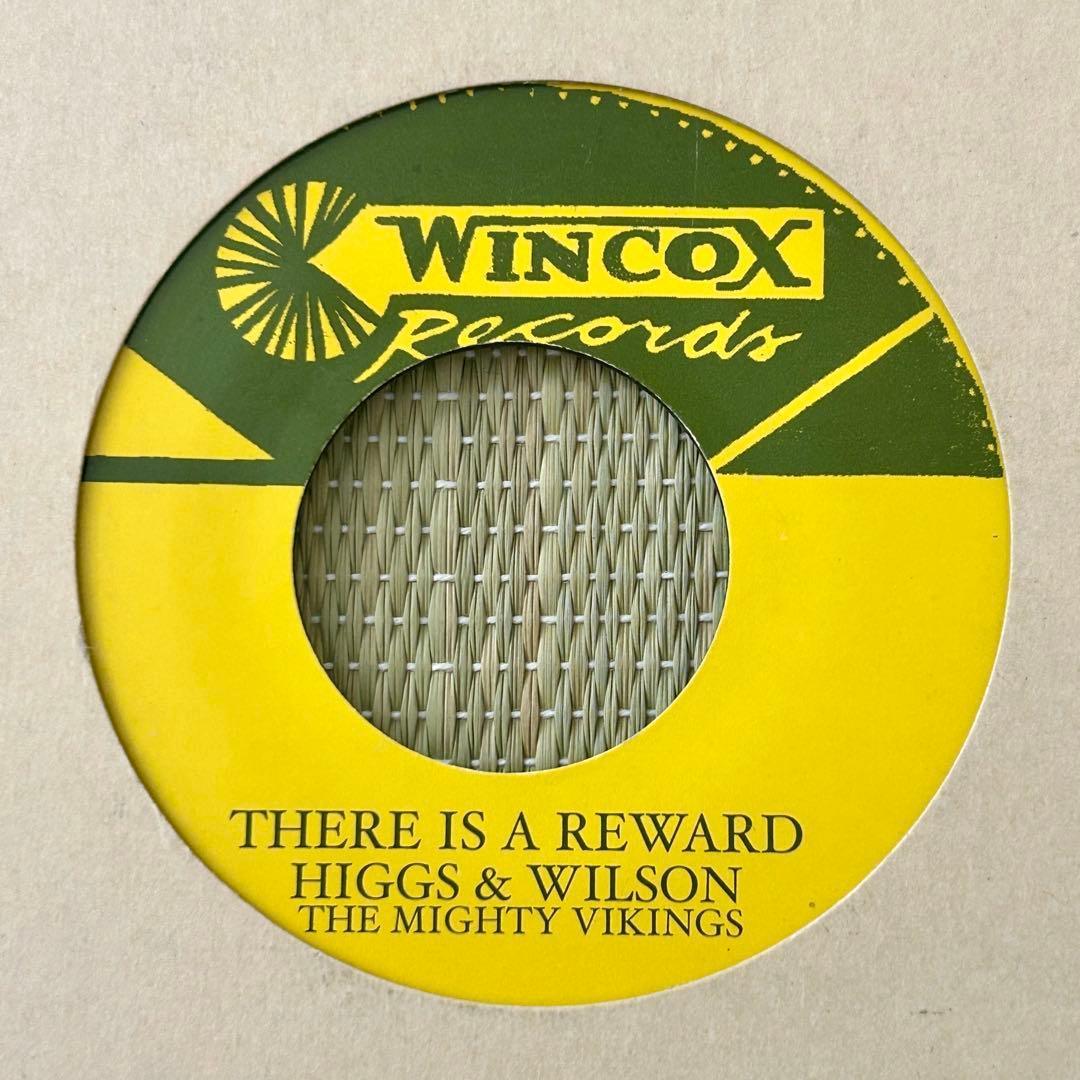 WINCOX
Records
THERE IS A REWARD
HIGGS & WILSON
THE MIGHTY VIKINGS